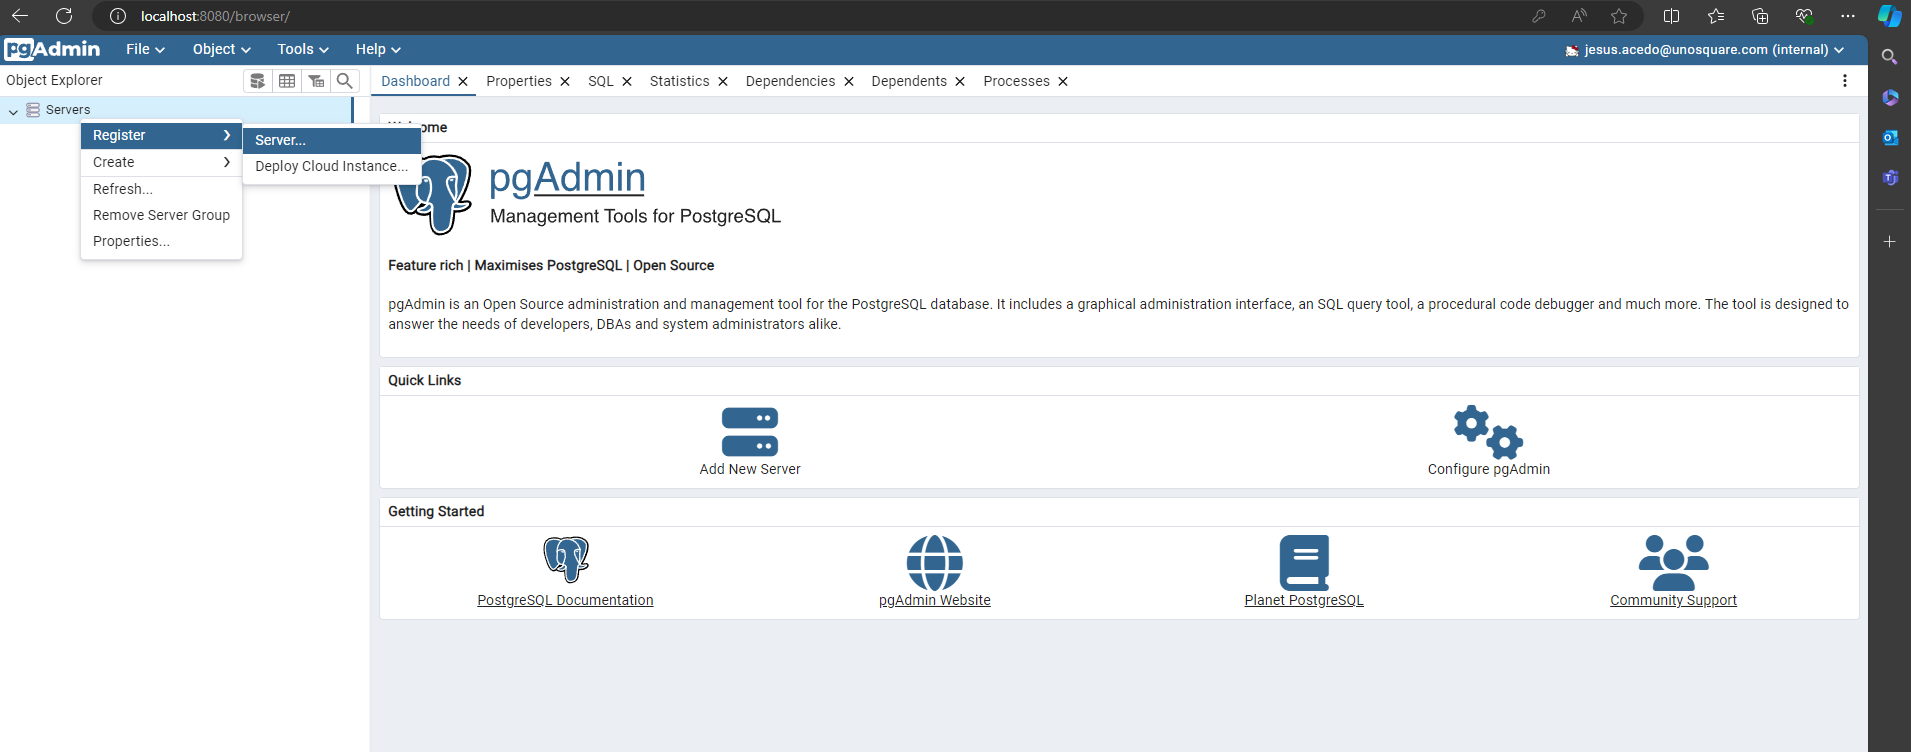 localhost:8080/browser/
pgAdmin File Object Tools Help jesus.acedo@unosquare.com (internal)
Object Explorer
Dashboard Properties SQL Statistics Dependencies Dependents Processes
Servers
Register
Create
Refresh...
Remove Server Group
Properties...
Server...
Deploy Cloud Instance...
ome
pgAdmin
Management Tools for PostgreSQL
Feature rich | Maximises PostgreSQL | Open Source
pgAdmin is an Open Source administration and management tool for the PostgreSQL database. It includes a graphical administration interface, an SQL query tool, a procedural code debugger and much more. The tool is designed to
answer the needs of developers, DBAs and system administrators alike.
Quick Links
Add New Server Configure pgAdmin
Getting Started
PostgreSQL Documentation pgAdmin Website Planet PostgreSQL Community Support